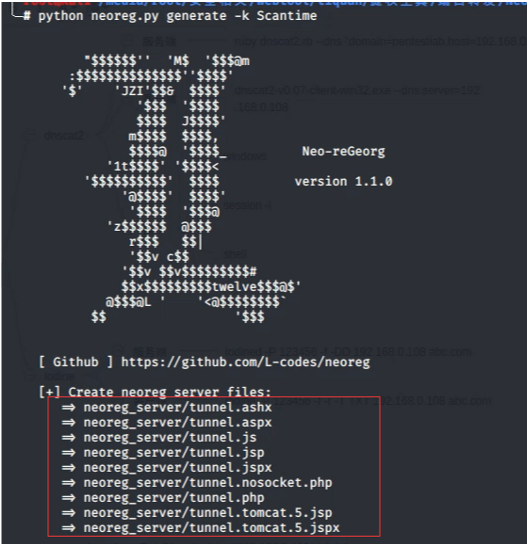 # python neoreg.py generate -k Scantime
"$$$$$$''  'M$  '$$$@m
:$$$$$$$$$$$$$$''$$$$'
'$'    'JZI'$$&  $$$$'
'$$$  '$$$$
$$$$  J$$$$'
m$$$$  $$$$,
$$$$@  '$$$$_          Neo-reGeorg
'1t$$$$' '$$$$<
'$$$$$$$$$$'  $$$$          version 1.1.0
'@$$$$'  $$$$'
'$$$$  '$$$@
'z$$$$$$  @$$$
r$$$   $$|
'$$v c$$
'$$v $$v$$$$$$$$$#
$$x$$$$$$$$$twelve$$$@$'
@$$$@L '    '<@$$$$$$$$`
$$                 '$$$
[ Github ] https://github.com/L-codes/neoreg
[+] Create neoreg server files:
⇒ neoreg_server/tunnel.ashx
⇒ neoreg_server/tunnel.aspx
⇒ neoreg_server/tunnel.js
⇒ neoreg_server/tunnel.jsp
⇒ neoreg_server/tunnel.jspx
⇒ neoreg_server/tunnel.nosocket.php
⇒ neoreg_server/tunnel.php
⇒ neoreg_server/tunnel.tomcat.5.jsp
⇒ neoreg_server/tunnel.tomcat.5.jspx